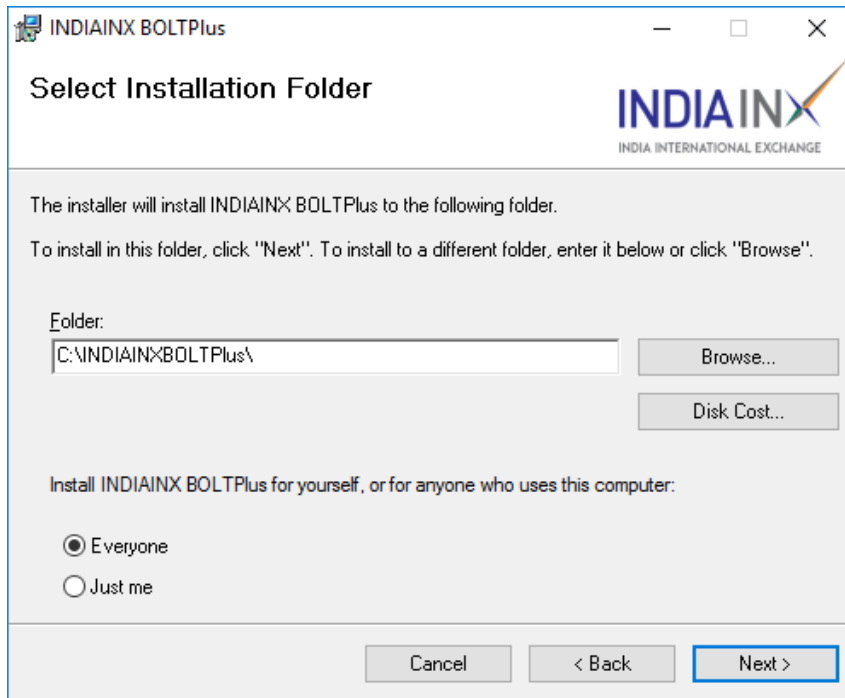 INDIAINX BOLTPlus
Select Installation Folder
INDIA INX
INDIA INTERNATIONAL EXCHANGE
The installer will install INDIAINX BOLTPlus to the following folder.
To install in this folder, click "Next". To install to a different folder, enter it below or click "Browse".
Folder:
C:\INDIAINXBOLTPlus\
Browse...
Disk Cost...
Install INDIAINX BOLTPlus for yourself, or for anyone who uses this computer:
Everyone
Just me
Cancel
< Back
Next >